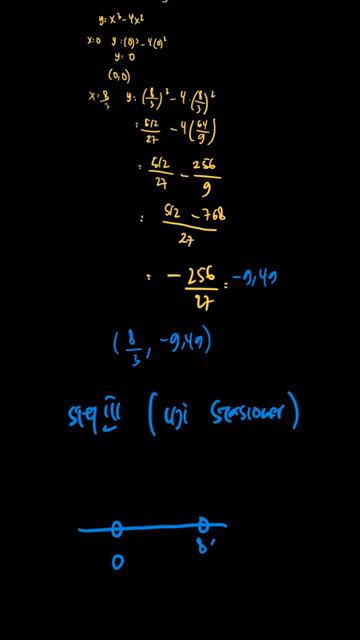 y = x³ - 4x²
x=0 y = (0)³ - 4(0)²
y = 0
(0,0)
x = 8/3 y = (8/3)³ - 4·(8/3)²
= 512/27 - 4(64/9)
= 512/27 - 256/9
= 512 - 768/27
= - 256/27 = -9,49
(8/3, -9,49)
step iii (Uji Stasioner)
0 8